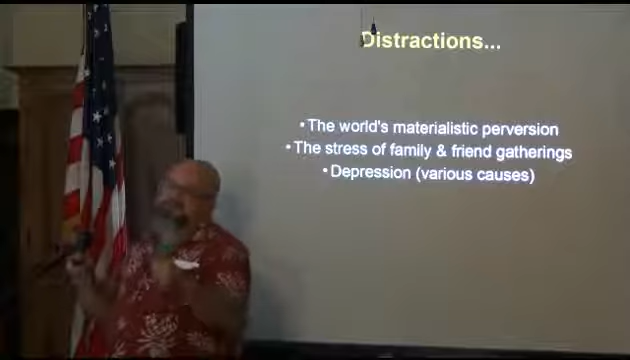 Distractions...
•The world's materialistic perversion
•The stress of family & friend gatherings
•Depression (various causes)